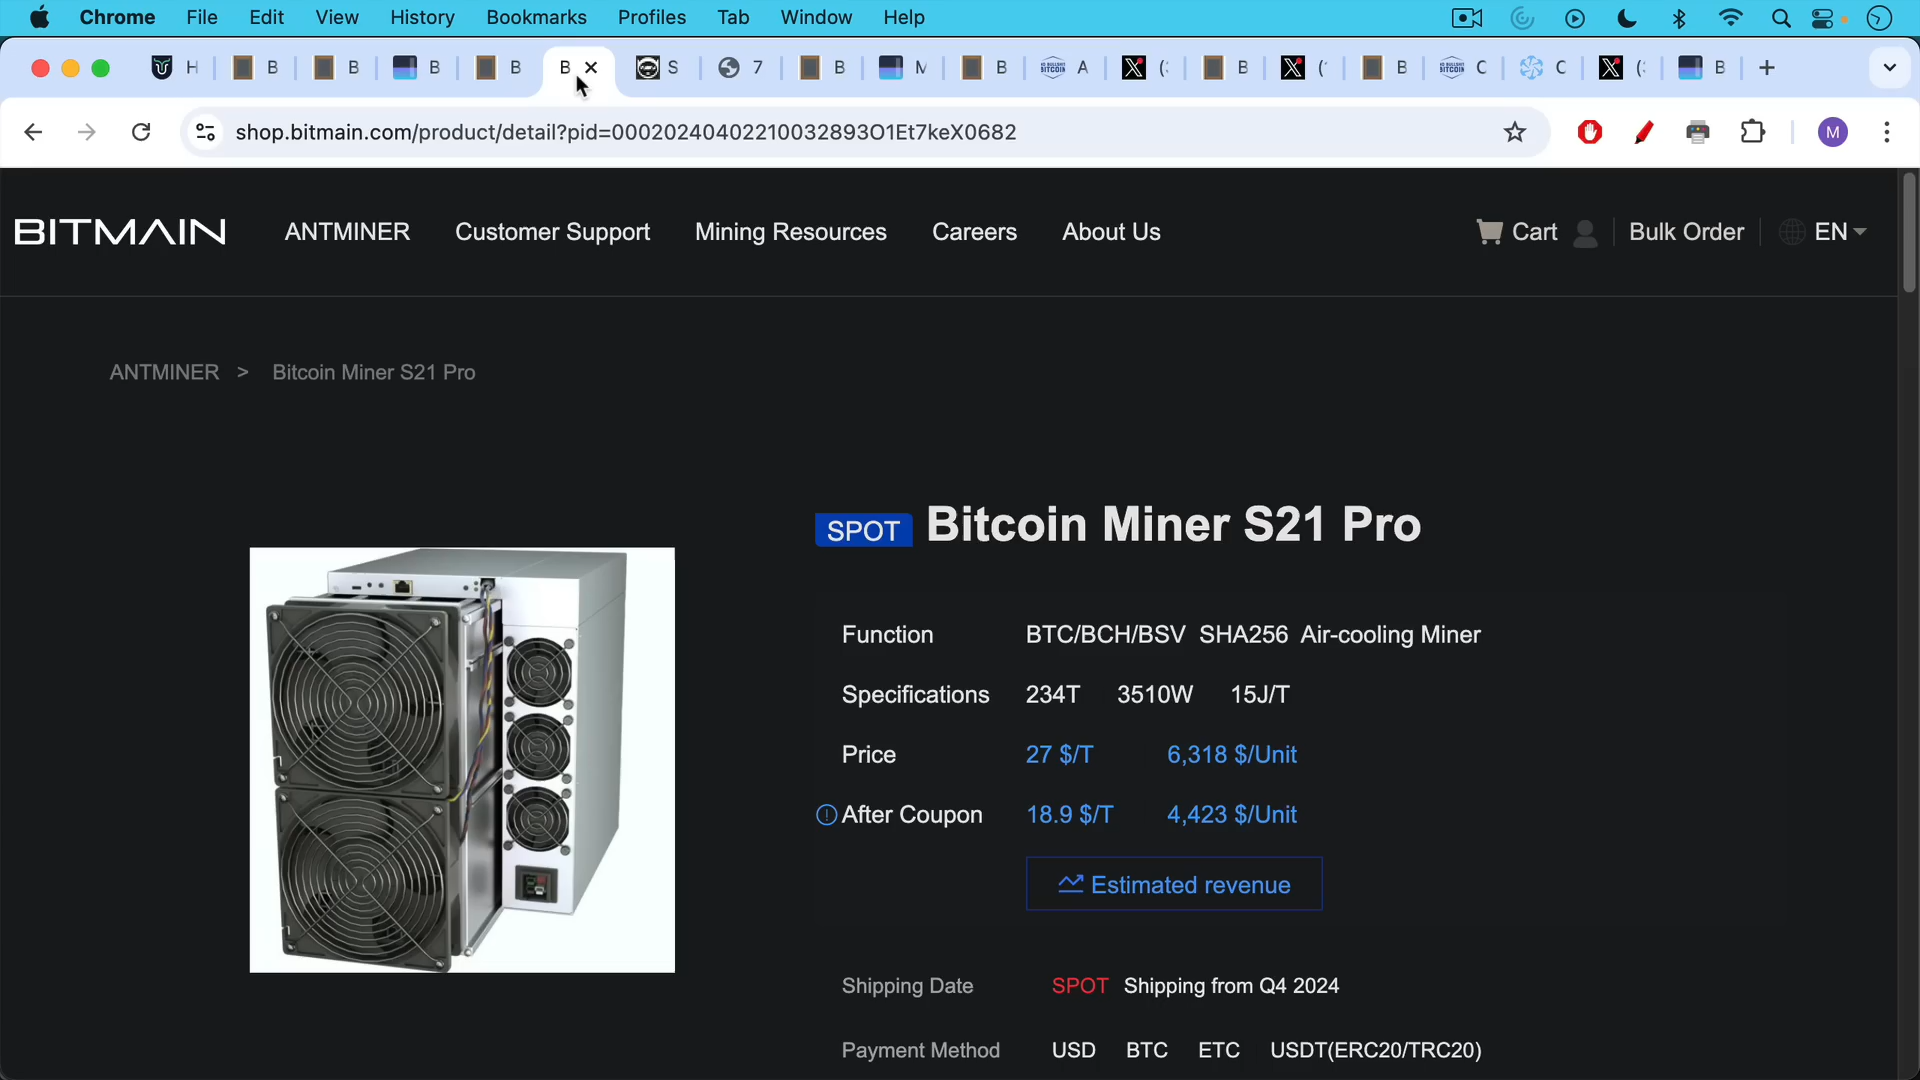 Chrome File Edit View History Bookmarks Profiles Tab Window Help
H B B B B B S 7 B M B A (: B (' B C C (: B
shop.bitmain.com/product/detail?pid=00020240402210032893O1Et7keX0682 M
BITMAIN ANTMINER Customer Support Mining Resources Careers About Us Cart Bulk Order EN
ANTMINER > Bitcoin Miner S21 Pro
SPOT Bitcoin Miner S21 Pro
Function BTC/BCH/BSV SHA256 Air-cooling Miner
Specifications 234T 3510W 15J/T
Price 27 $/T 6,318 $/Unit
After Coupon 18.9 $/T 4,423 $/Unit
Estimated revenue
Shipping Date SPOT Shipping from Q4 2024
Payment Method USD BTC ETC USDT(ERC20/TRC20)